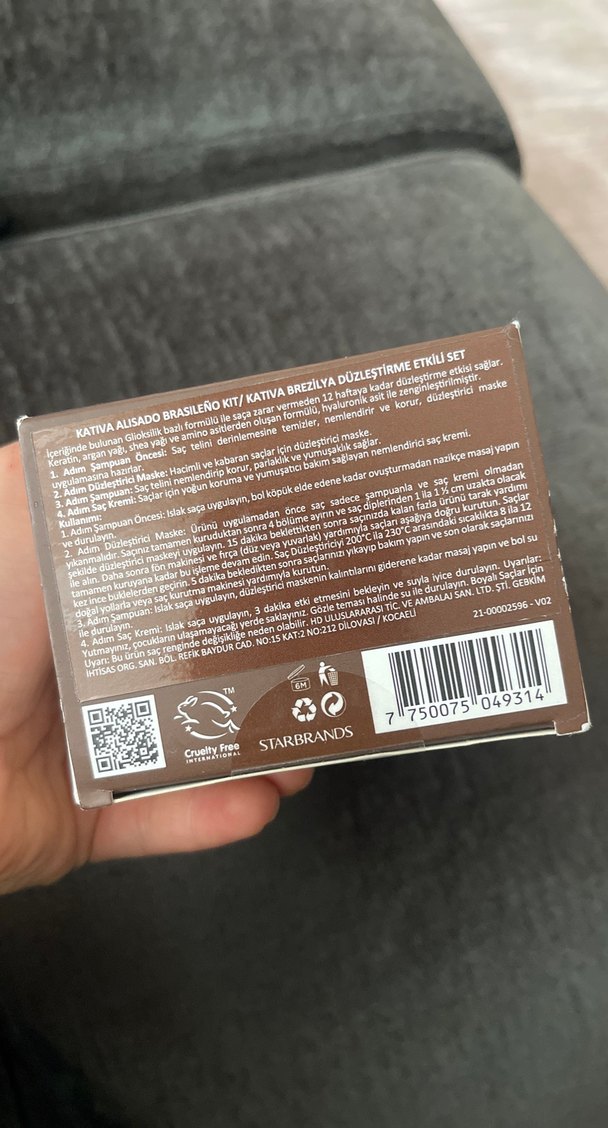 KATIVA ALISADO BRASILEÑO KIT/ KATIVA BREZİLYA DÜZLEŞTİRME ETKİLİ SET
İçeriğinde bulunan Glioksilik bazlı formülü ile saça zarar vermeden 12 haftaya kadar düzleştirme etkisi sağlar.
Keratin, argan yağı, shea yağı ve amino asitlerden oluşan formülü, hyaluronik asit ile zenginleştirilmiştir.
1. Adım Şampuan Öncesi: Saç telini derinlemesine temizler, nemlendirir ve korur, düzleştirici maske
uygulamasına hazırlar.
2. Adım Düzleştirici Maske: Hacimli ve kabaran saçlar için düzleştirici maske.
3. Adım Şampuan: Saç telini nemlendirip korur, parlaklık ve yumuşaklık sağlar.
4. Adım Saç Kremi: Saçlar için yoğun koruma ve yumuşatıcı bakım sağlayan nemlendirici saç kremi.
Kullanımı:
1. Adım Şampuan Öncesi: Islak saça uygulayın, bol köpük elde edene kadar ovuşturmadan nazikçe masaj yapın
ve durulayın.
2. Adım Düzleştirici Maske: Ürünü uygulamadan önce saç sadece şampuanla ve saç kremi olmadan
yıkanmalıdır. Saçınız tamamen kuruduktan sonra 4 bölüme ayırın ve saç diplerinden 1 ila 1 ½ cm uzakta olacak
şekilde düzleştirici maskeyi uygulayın. 15 dakika beklettikten sonra saçınızda kalan fazla ürünü tarak yardımı
ile alın. Daha sonra fön makinesi ve fırça (düz veya yuvarlak) yardımıyla saçları aşağıya doğru kurutun. Saçlar
tamamen kuruyana kadar bu işleme devam edin. Saç Düzleştiriciyi 200°C ila 230°C arasındaki sıcaklıkta 8 ila 12
kez ince buklelerden geçirin. 5 dakika bekledikten sonra saçlarınızı yıkayıp bakım yapın ve son olarak saçlarınızı
doğal yollarla veya saç kurutma makinesi yardımıyla kurutun.
3. Adım Şampuan: Islak saça uygulayın, düzleştirici maskenin kalıntılarını giderene kadar masaj yapın ve bol su
ile durulayın.
4. Adım Saç Kremi: Islak saça uygulayın, 3 dakika etki etmesini bekleyin ve suyla iyice durulayın. Uyarılar:
Yutmayınız, çocukların ulaşamayacağı yerde saklayınız. Gözle teması halinde su ile durulayın. Boyalı Saçlar İçin
Uyarı: Bu ürün saç renginde değişikliğe neden olabilir. HD ULUSLARARASI TİC. VE AMBALAJ SAN. LTD. ŞTİ. GEBKİM
İHTİSAS ORG. SAN. BÖL. REFİK BAYDUR CAD. NO:15 KAT:2 NO:212 DİLOVASI / KOCAELİ
21-00002596 - V02
6M
TM
Cruelty Free
INTERNATIONAL
STARBRANDS
7 750075 049314